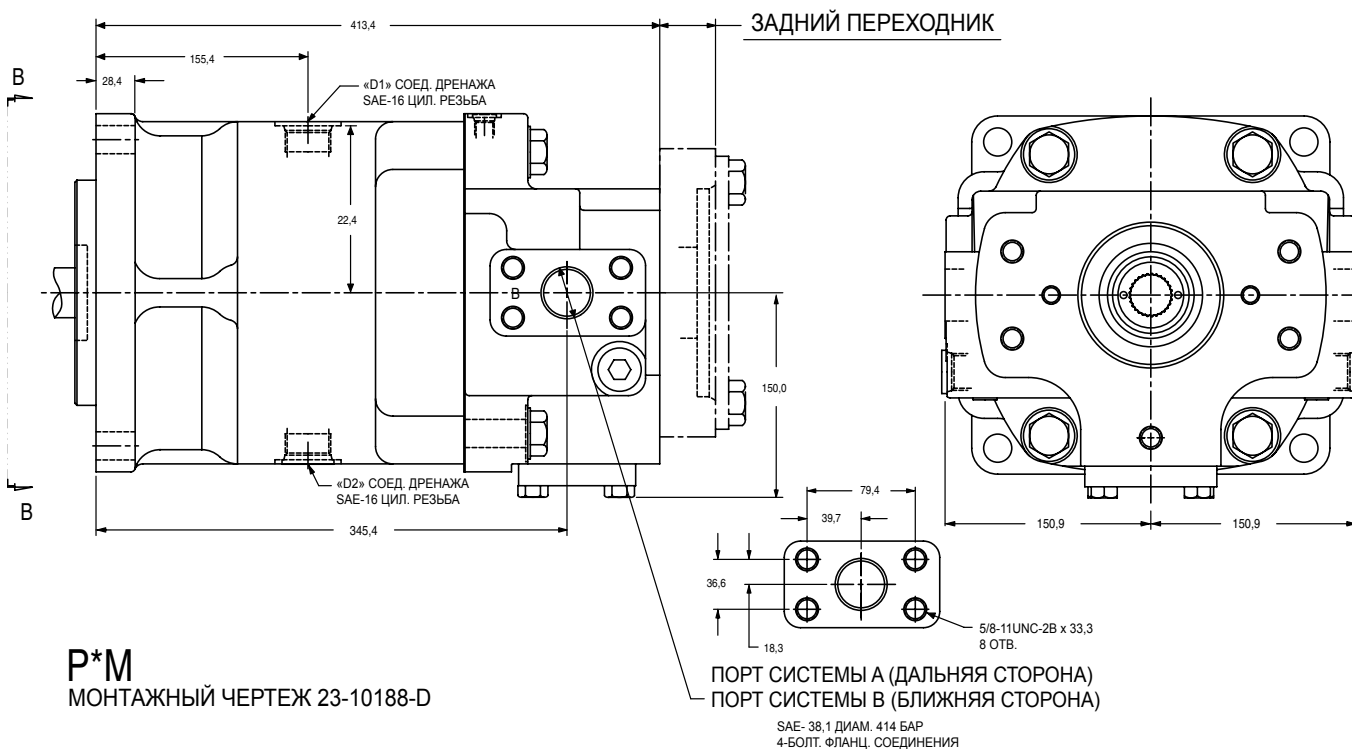 413,4
ЗАДНИЙ ПЕРЕХОДНИК
155,4
B
28,4
«D1» СОЕД. ДРЕНАЖА
SAE-16 ЦИЛ. РЕЗЬБА
22,4
B
150,0
«D2» СОЕД. ДРЕНАЖА
SAE-16 ЦИЛ. РЕЗЬБА
B
345,4
79,4
39,7
150,9
150,9
36,6
18,3
5/8-11UNC-2B x 33,3
8 ОТВ.
P*M
МОНТАЖНЫЙ ЧЕРТЕЖ 23-10188-D
ПОРТ СИСТЕМЫ A (ДАЛЬНЯЯ СТОРОНА)
ПОРТ СИСТЕМЫ B (БЛИЖНЯЯ СТОРОНА)
SAE- 38,1 ДИАМ. 414 БАР
4-БОЛТ. ФЛАНЦ. СОЕДИНЕНИЯ